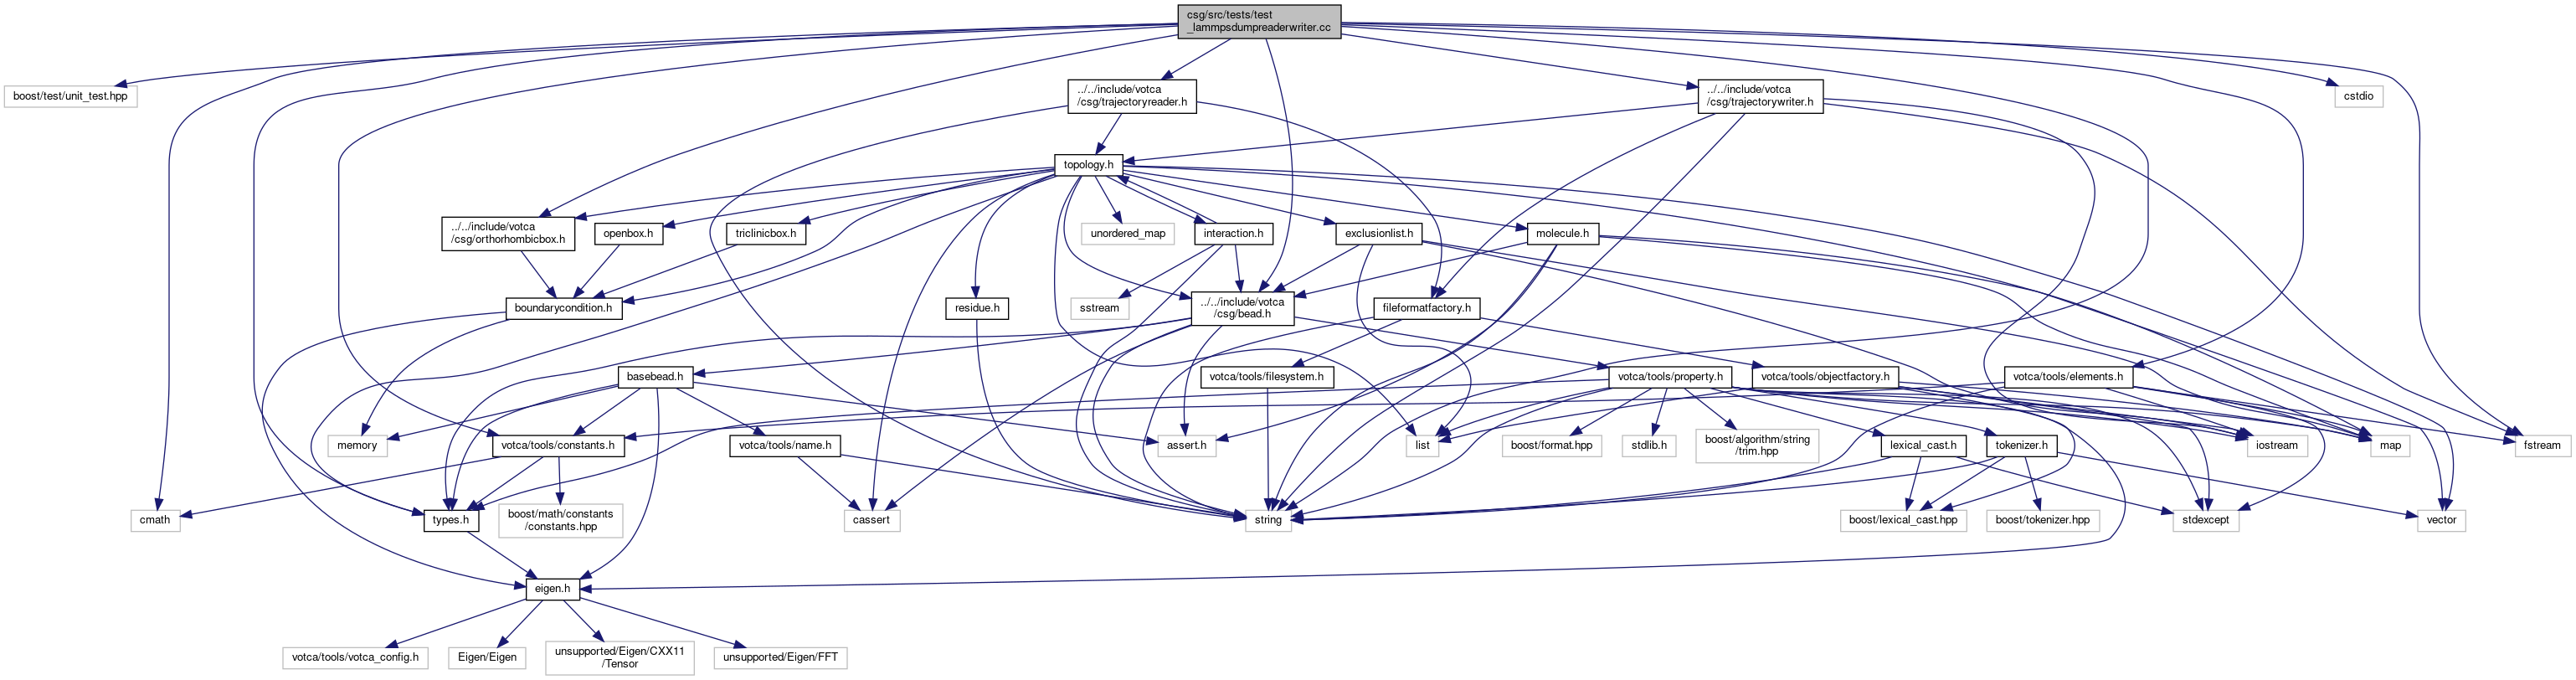 csg/src/tests/test
_lammpsdumpreaderwriter.cc
boost/test/unit_test.hpp
../../include/votca
/csg/trajectoryreader.h
../../include/votca
/csg/trajectorywriter.h
cstdio
topology.h
../../include/votca
/csg/orthorhombicbox.h
openbox.h
triclinicbox.h
unordered_map
interaction.h
exclusionlist.h
molecule.h
boundarycondition.h
residue.h
sstream
../../include/votca
/csg/bead.h
fileformatfactory.h
basebead.h
votca/tools/filesystem.h
votca/tools/property.h
votca/tools/objectfactory.h
votca/tools/elements.h
memory
votca/tools/constants.h
votca/tools/name.h
assert.h
list
boost/format.hpp
stdlib.h
boost/algorithm/string
/trim.hpp
lexical_cast.h
tokenizer.h
iostream
map
fstream
cmath
types.h
boost/math/constants
/constants.hpp
cassert
string
boost/lexical_cast.hpp
boost/tokenizer.hpp
stdexcept
vector
eigen.h
votca/tools/votca_config.h
Eigen/Eigen
unsupported/Eigen/CXX11
/Tensor
unsupported/Eigen/FFT